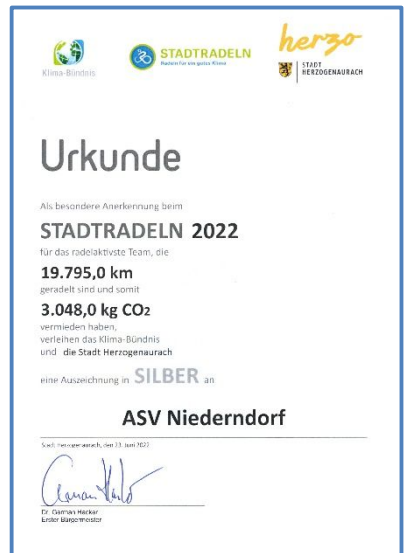 Klima-Bündnis
STADTRADELN
Radeln für ein gutes Klima
herzo
STADT
HERZOGENAURACH
Urkunde
Als besondere Anerkennung beim
STADTRADELN 2022
für das radelaktivste Team, die
19.795,0 km
geradelt sind und somit
3.048,0 kg CO2
vermieden haben,
verleihen das Klima-Bündnis
und die Stadt Herzogenaurach
eine Auszeichnung in SILBER an
ASV Niederndorf
Stadt Herzogenaurach, den 23. Juni 2022
Dr. German Hacker
Erster Bürgermeister